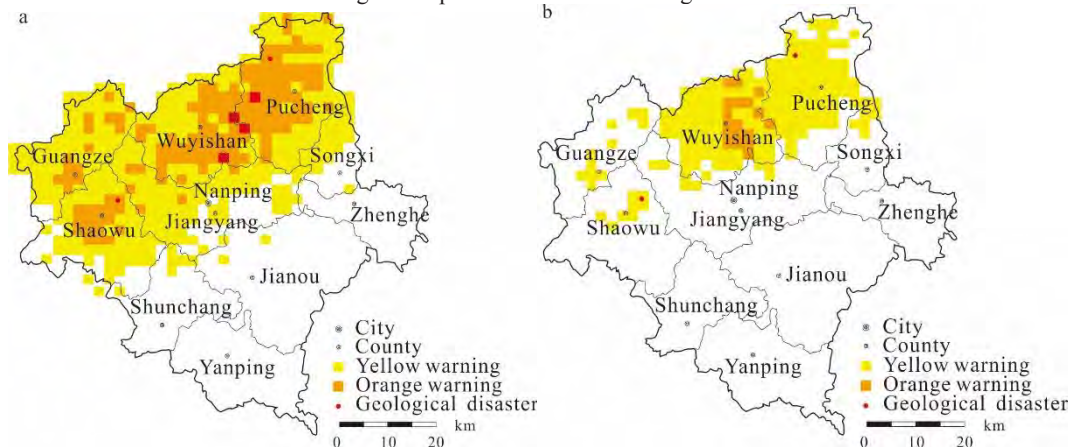 a
Pucheng
Wuyishan
Guangze
Songxi
Nanping
Zhenghe
Jiangyang
Shaowu
Jianou
Shunchang
Yanping
City
County
Yellow warning
Orange warning
Geological disaster
km
0 10 20
b
Pucheng
Wuyishan
Guangze
Songxi
Nanping
Zhenghe
Jiangyang
Shaowu
Jianou
Shunchang
Yanping
City
County
Yellow warning
Orange warning
Geological disaster
km
0 10 20